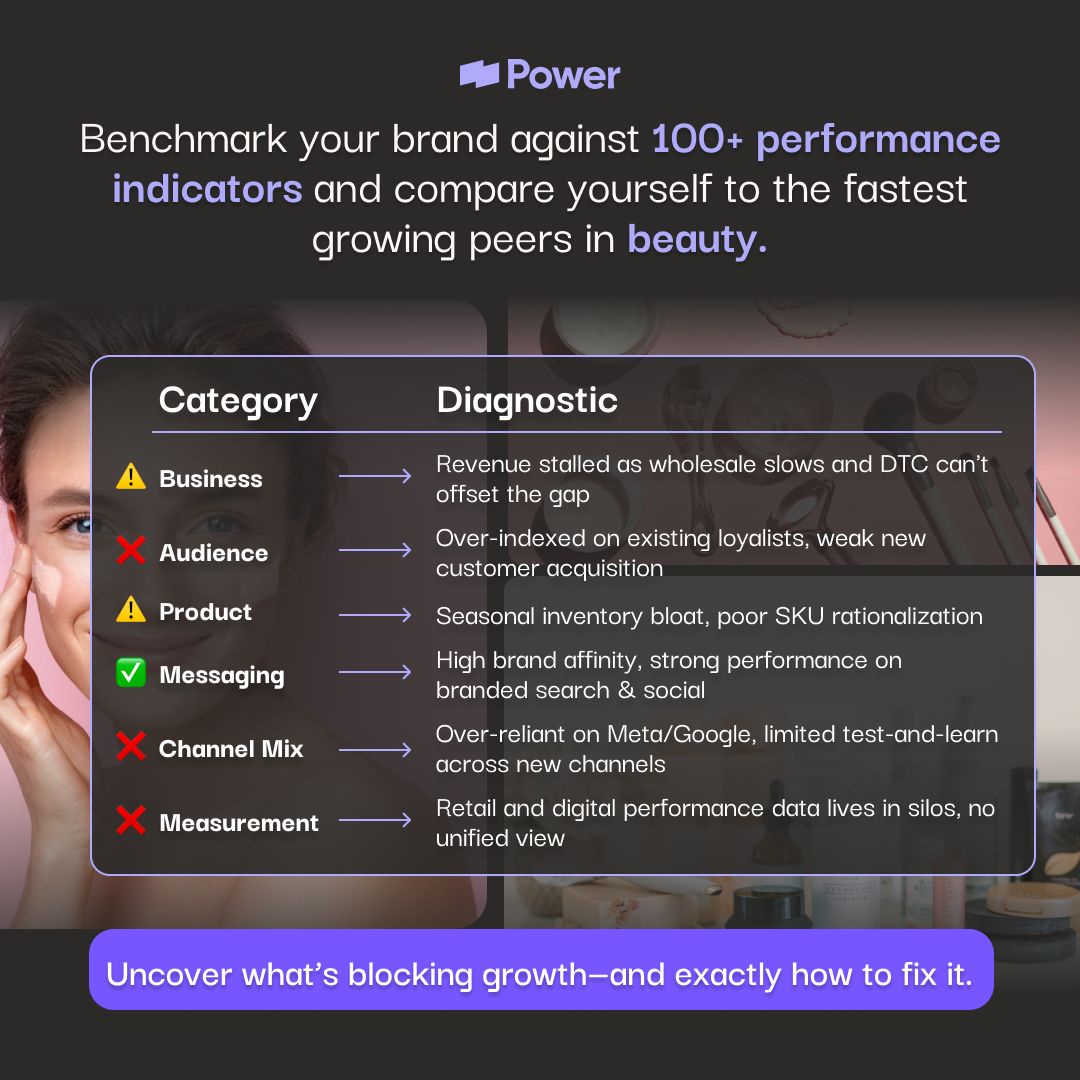 Power
Benchmark your brand against 100+ performance
indicators and compare yourself to the fastest
growing peers in beauty.
Category Diagnostic
⚠️ Business → Revenue stalled as wholesale slows and DTC can't
offset the gap
❌ Audience → Over-indexed on existing loyalists, weak new
customer acquisition
⚠️ Product → Seasonal inventory bloat, poor SKU rationalization
✅ Messaging → High brand affinity, strong performance on
branded search & social
❌ Channel Mix → Over-reliant on Meta/Google, limited test-and-learn
across new channels
❌ Measurement → Retail and digital performance data lives in silos, no
unified view
Uncover what's blocking growth—and exactly how to fix it.